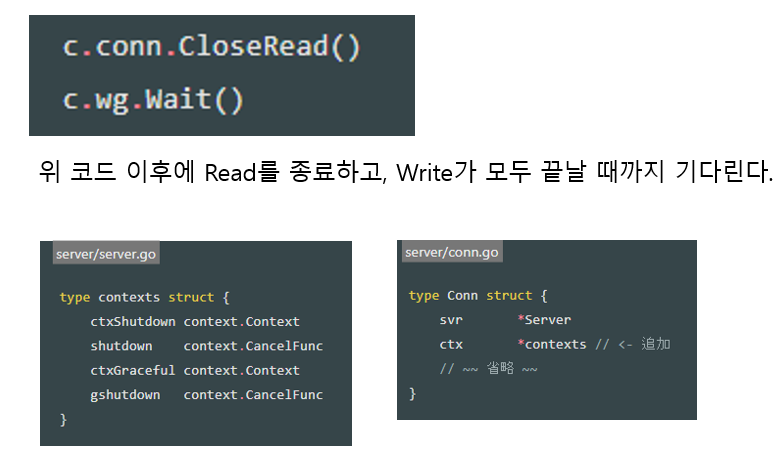 c.conn.CloseRead()
c.wg.Wait()
위 코드 이후에 Read를 종료하고, Write가 모두 끝날 때까지 기다린다.
server/server.go
type contexts struct {
    ctxShutdown context.Context
    shutdown    context.CancelFunc
    ctxGraceful context.Context
    gshutdown   context.CancelFunc
}
server/conn.go
type Conn struct {
    svr       *Server
    ctx       *contexts // <- 追加
    // ~~ 省略 ~~
}